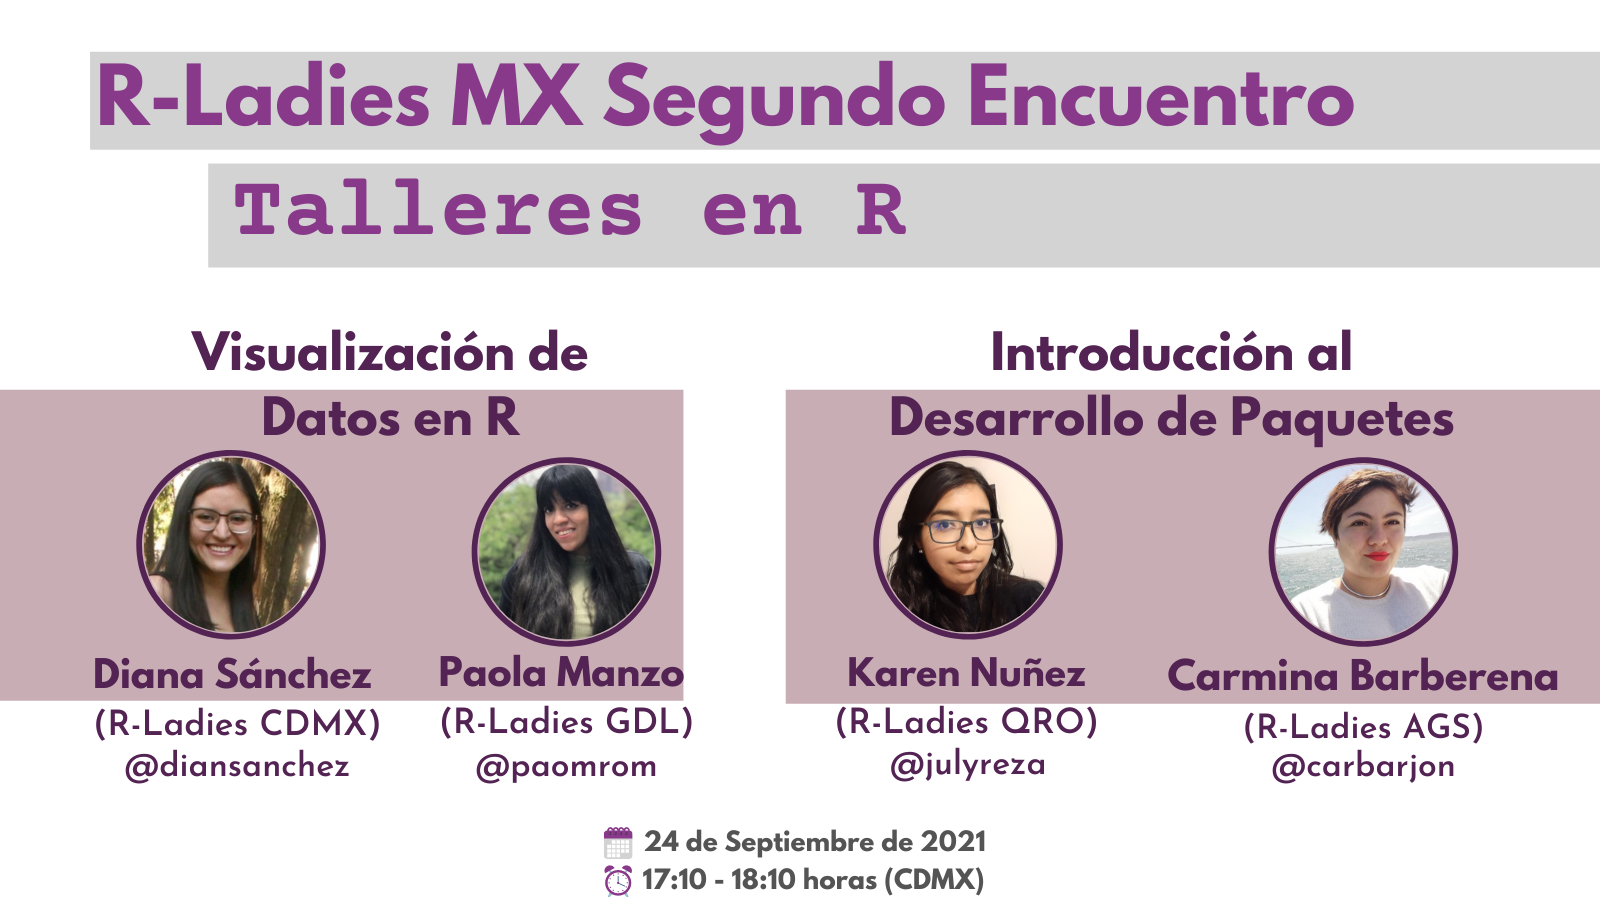 R-Ladies MX Segundo Encuentro
Talleres en R
Visualización de
Datos en R
Diana Sánchez
(R-Ladies CDMX)
@diansanchez
Paola Manzo
(R-Ladies GDL)
@paomrom
Introducción al
Desarrollo de Paquetes
Karen Nuñez
(R-Ladies QRO)
@julyreza
Carmina Barberena
(R-Ladies AGS)
@carbarjon
24 de Septiembre de 2021
17:10 - 18:10 horas (CDMX)